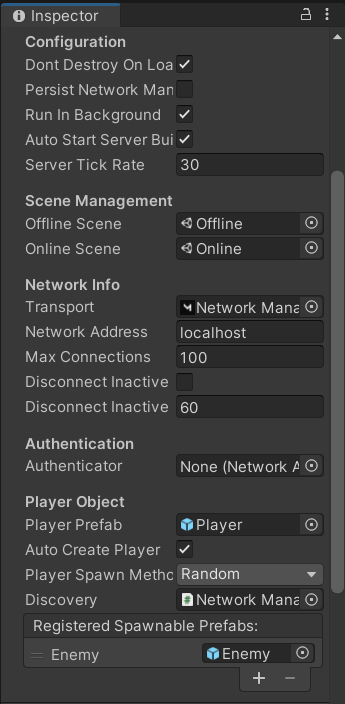 Inspector
Configuration
Dont Destroy On Loa
Persist Network Man
Run In Background
Auto Start Server Bui
Server Tick Rate 30
Scene Management
Offline Scene Offline
Online Scene Online
Network Info
Transport Network Mana
Network Address localhost
Max Connections 100
Disconnect Inactive
Disconnect Inactive 60
Authentication
Authenticator None (Network A
Player Object
Player Prefab Player
Auto Create Player
Player Spawn Metho Random
Discovery Network Mana
Registered Spawnable Prefabs:
Enemy Enemy